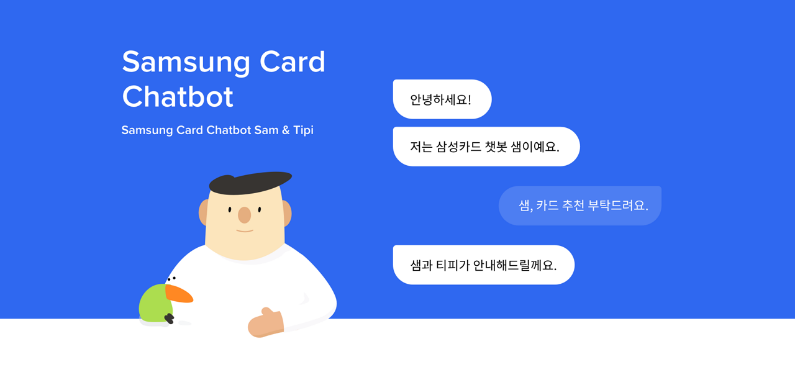 Samsung Card
Chatbot
Samsung Card Chatbot Sam & Tipi
안녕하세요!
저는 삼성카드 챗봇 샘이예요.
샘, 카드 추천 부탁드려요.
샘과 티피가 안내해드릴께요.